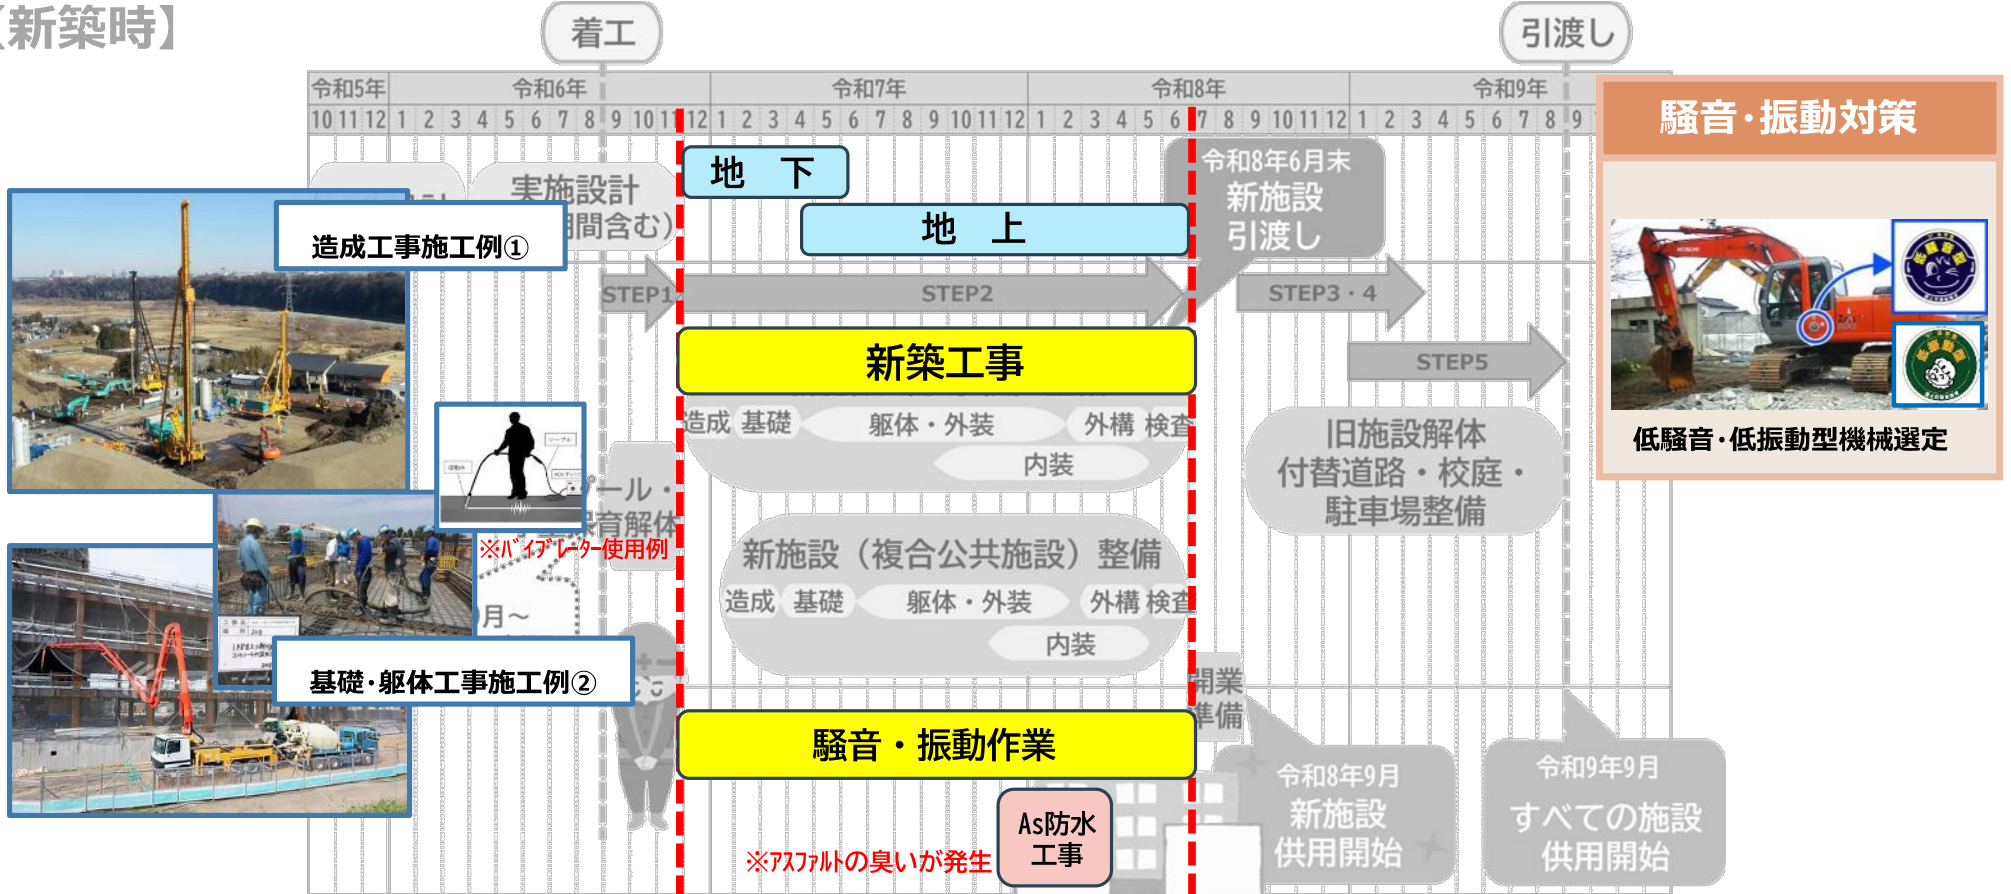 【新築時】
着工
引渡し
令和5年 令和6年 令和7年 令和8年 令和9年
10 11 12 1 2 3 4 5 6 7 8 9 10 11 12 1 2 3 4 5 6 7 8 9 10 11 12 1 2 3 4 5 6 7 8 9 10 11 12 1 2 3 4 5 6 7 8 9
騒音・振動対策
低騒音型
低振動型
低騒音・低振動型機械選定
地 下
地 上
実施設計
間含む）
令和8年6月末
新施設
引渡し
造成工事施工例①
STEP1
STEP2
STEP3・4
STEP5
新築工事
造成 基礎 躯体・外装 外構 検査
内装
旧施設解体
付替道路・校庭・
駐車場整備
ール・
育解体
※バイブレーター使用例
新施設（複合公共施設）整備
造成 基礎 躯体・外装 外構 検査
内装
月～
基礎・躯体工事施工例②
開業
準備
騒音・振動作業
令和8年9月
新施設
供用開始
令和9年9月
すべての施設
供用開始
As防水
工事
※アスファルトの臭いが発生